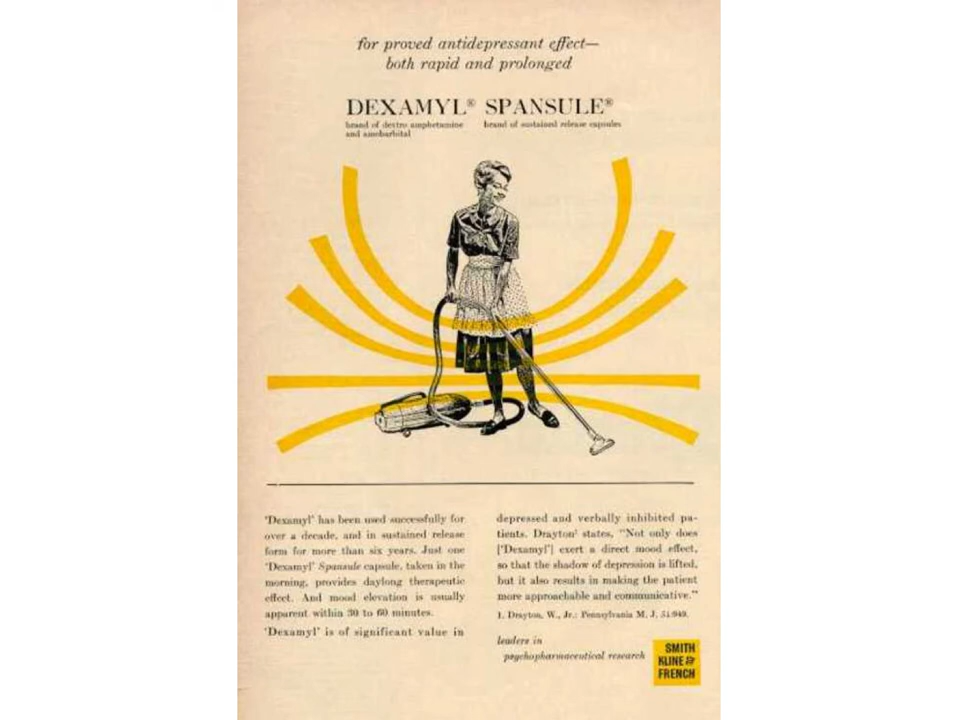 for proved antidepressant effect—
both rapid and prolonged
DEXAMYL® SPANSULE®
brand of dextro amphetamine
and amobarbital
brand of sustained release capsules
'Dexamyl' has been used successfully for
over a decade, and in sustained release
form for more than six years. Just one
'Dexamyl' Spansule capsule, taken in the
morning, provides daylong therapeutic
effect. And mood elevation is usually
apparent within 30 to 60 minutes.
'Dexamyl' is of significant value in
depressed and verbally inhibited pa-
tients. Drayton¹ states, "Not only does
['Dexamyl'] exert a direct mood effect,
so that the shadow of depression is lifted,
but it also results in making the patient
more approachable and communicative."
1. Drayton, W., Jr.: Pennsylvania M. J. 54:949.
leaders in
psychopharmaceutical research
SMITH
KLINE &
FRENCH